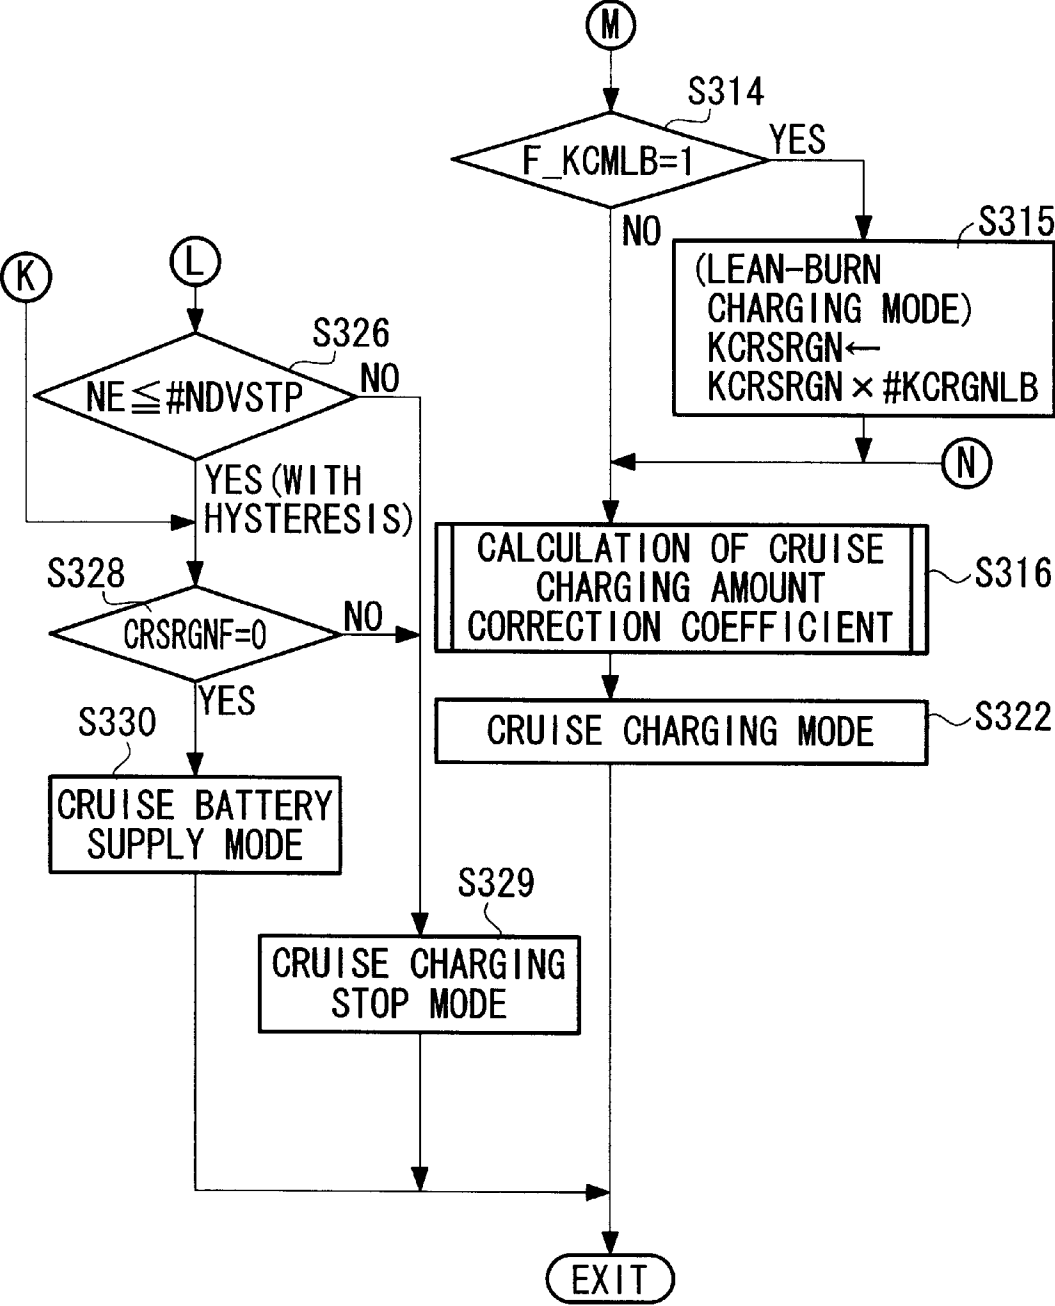 M
S314
F_KCMLB=1
YES
NO
S315
(LEAN-BURN
CHARGING MODE)
KCRSRGN←
KCRSRGN×#KCRGNLB
K
L
S326
NE≦#NDVSTP
NO
YES(WITH
HYSTERESIS)
N
S328
CRSRGNF=0
NO
YES
CALCULATION OF CRUISE
CHARGING AMOUNT
CORRECTION COEFFICIENT
S316
S330
CRUISE BATTERY
SUPPLY MODE
CRUISE CHARGING MODE
S322
S329
CRUISE CHARGING
STOP MODE
EXIT